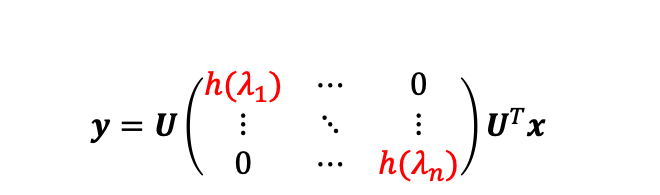 h(λ₁) ⋯ 0
y = U ( ⋮ ⋱ ⋮ ) Uᵀx
0 ⋯ h(λₙ)